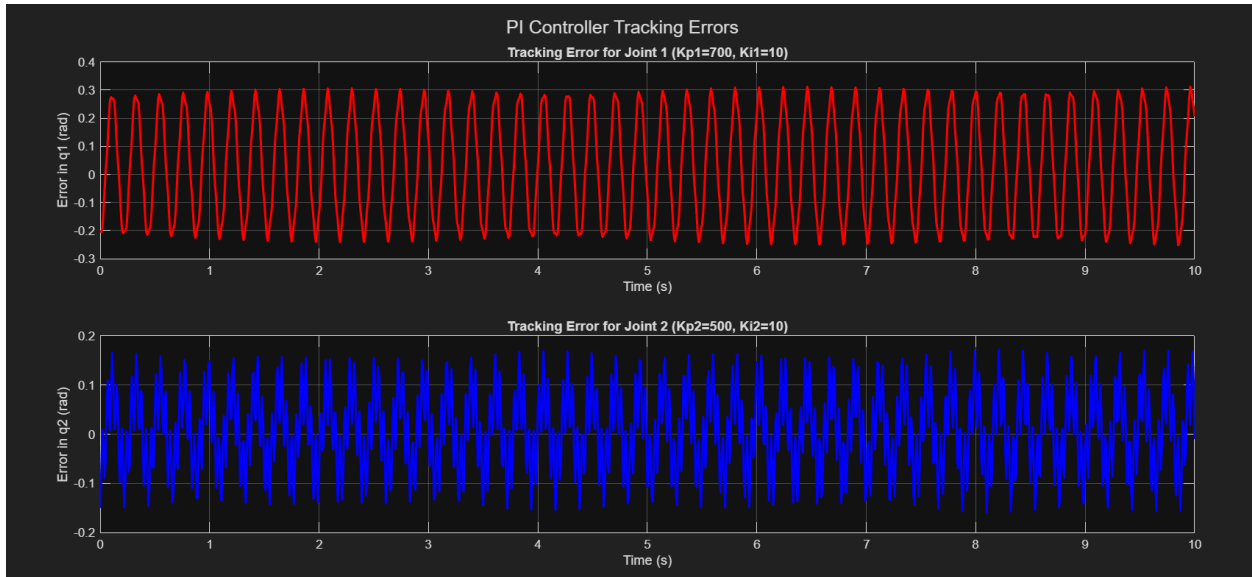 PI Controller Tracking Errors
Tracking Error for Joint 1 (Kp1=700, Ki1=10)
0.4
0.3
0.2
0.1
0
-0.1
-0.2
-0.3
Error in q1 (rad)
0 1 2 3 4 5 6 7 8 9 10
Time (s)
Tracking Error for Joint 2 (Kp2=500, Ki2=10)
0.2
0.1
0
-0.1
-0.2
Error in q2 (rad)
0 1 2 3 4 5 6 7 8 9 10
Time (s)